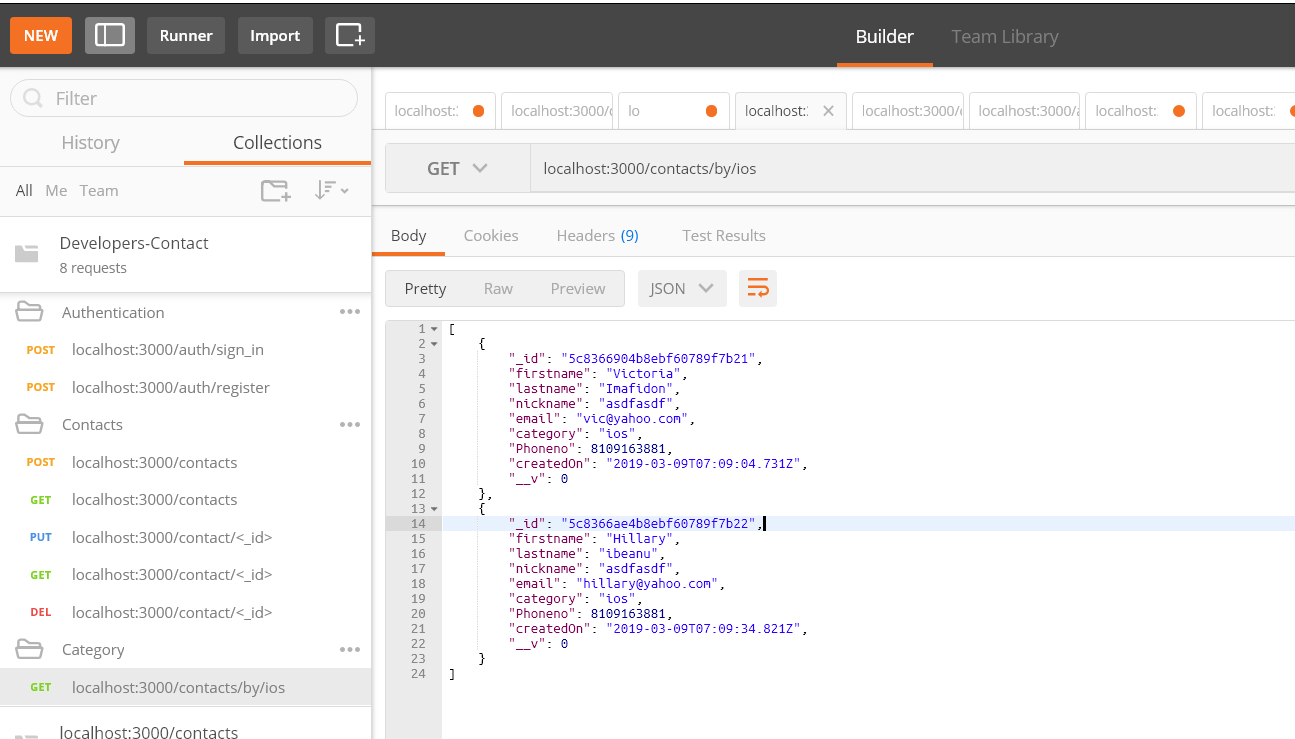 NEW Runner Import Builder Team Library
Filter
History Collections
All Me Team
Developers-Contact
8 requests
Authentication
POST localhost:3000/auth/sign_in
POST localhost:3000/auth/register
Contacts
POST localhost:3000/contacts
GET localhost:3000/contacts
PUT localhost:3000/contact/<_id>
GET localhost:3000/contact/<_id>
DEL localhost:3000/contact/<_id>
Category
GET localhost:3000/contacts/by/ios
localhost:3000/contacts
localhost: localhost:3000/ lo localhost: localhost:3000/ localhost:3000/ localhost: localhost:
GET localhost:3000/contacts/by/ios
Body Cookies Headers (9) Test Results
Pretty Raw Preview JSON
1 [
2 {
3 "_id": "5c8366904b8ebf60789f7b21",
4 "firstname": "Victoria",
5 "lastname": "Imafidon",
6 "nickname": "asdfasdf",
7 "email": "vic@yahoo.com",
8 "category": "ios",
9 "Phoneno": 8109163881,
10 "createdOn": "2019-03-09T07:09:04.731Z",
11 "__v": 0
12 },
13 {
14 "_id": "5c8366ae4b8ebf60789f7b22",
15 "firstname": "Hillary",
16 "lastname": "ibeanu",
17 "nickname": "asdfasdf",
18 "email": "hillary@yahoo.com",
19 "category": "ios",
20 "Phoneno": 8109163881,
21 "createdOn": "2019-03-09T07:09:34.821Z",
22 "__v": 0
23 }
24 ]